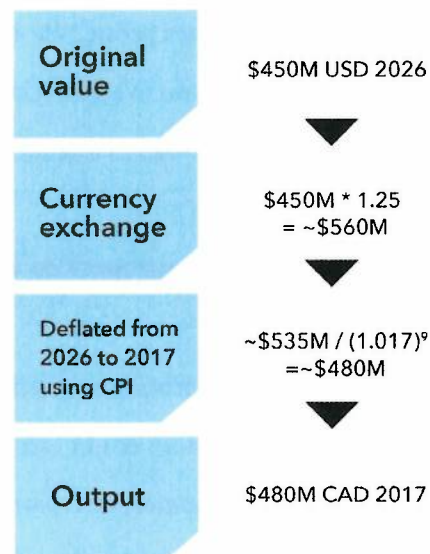 Original
value
$450M USD 2026
Currency
exchange
$450M * 1.25
= ~$560M
Deflated from
2026 to 2017
using CPI
~$535M / (1.017)⁹
=~$480M
Output
$480M CAD 2017